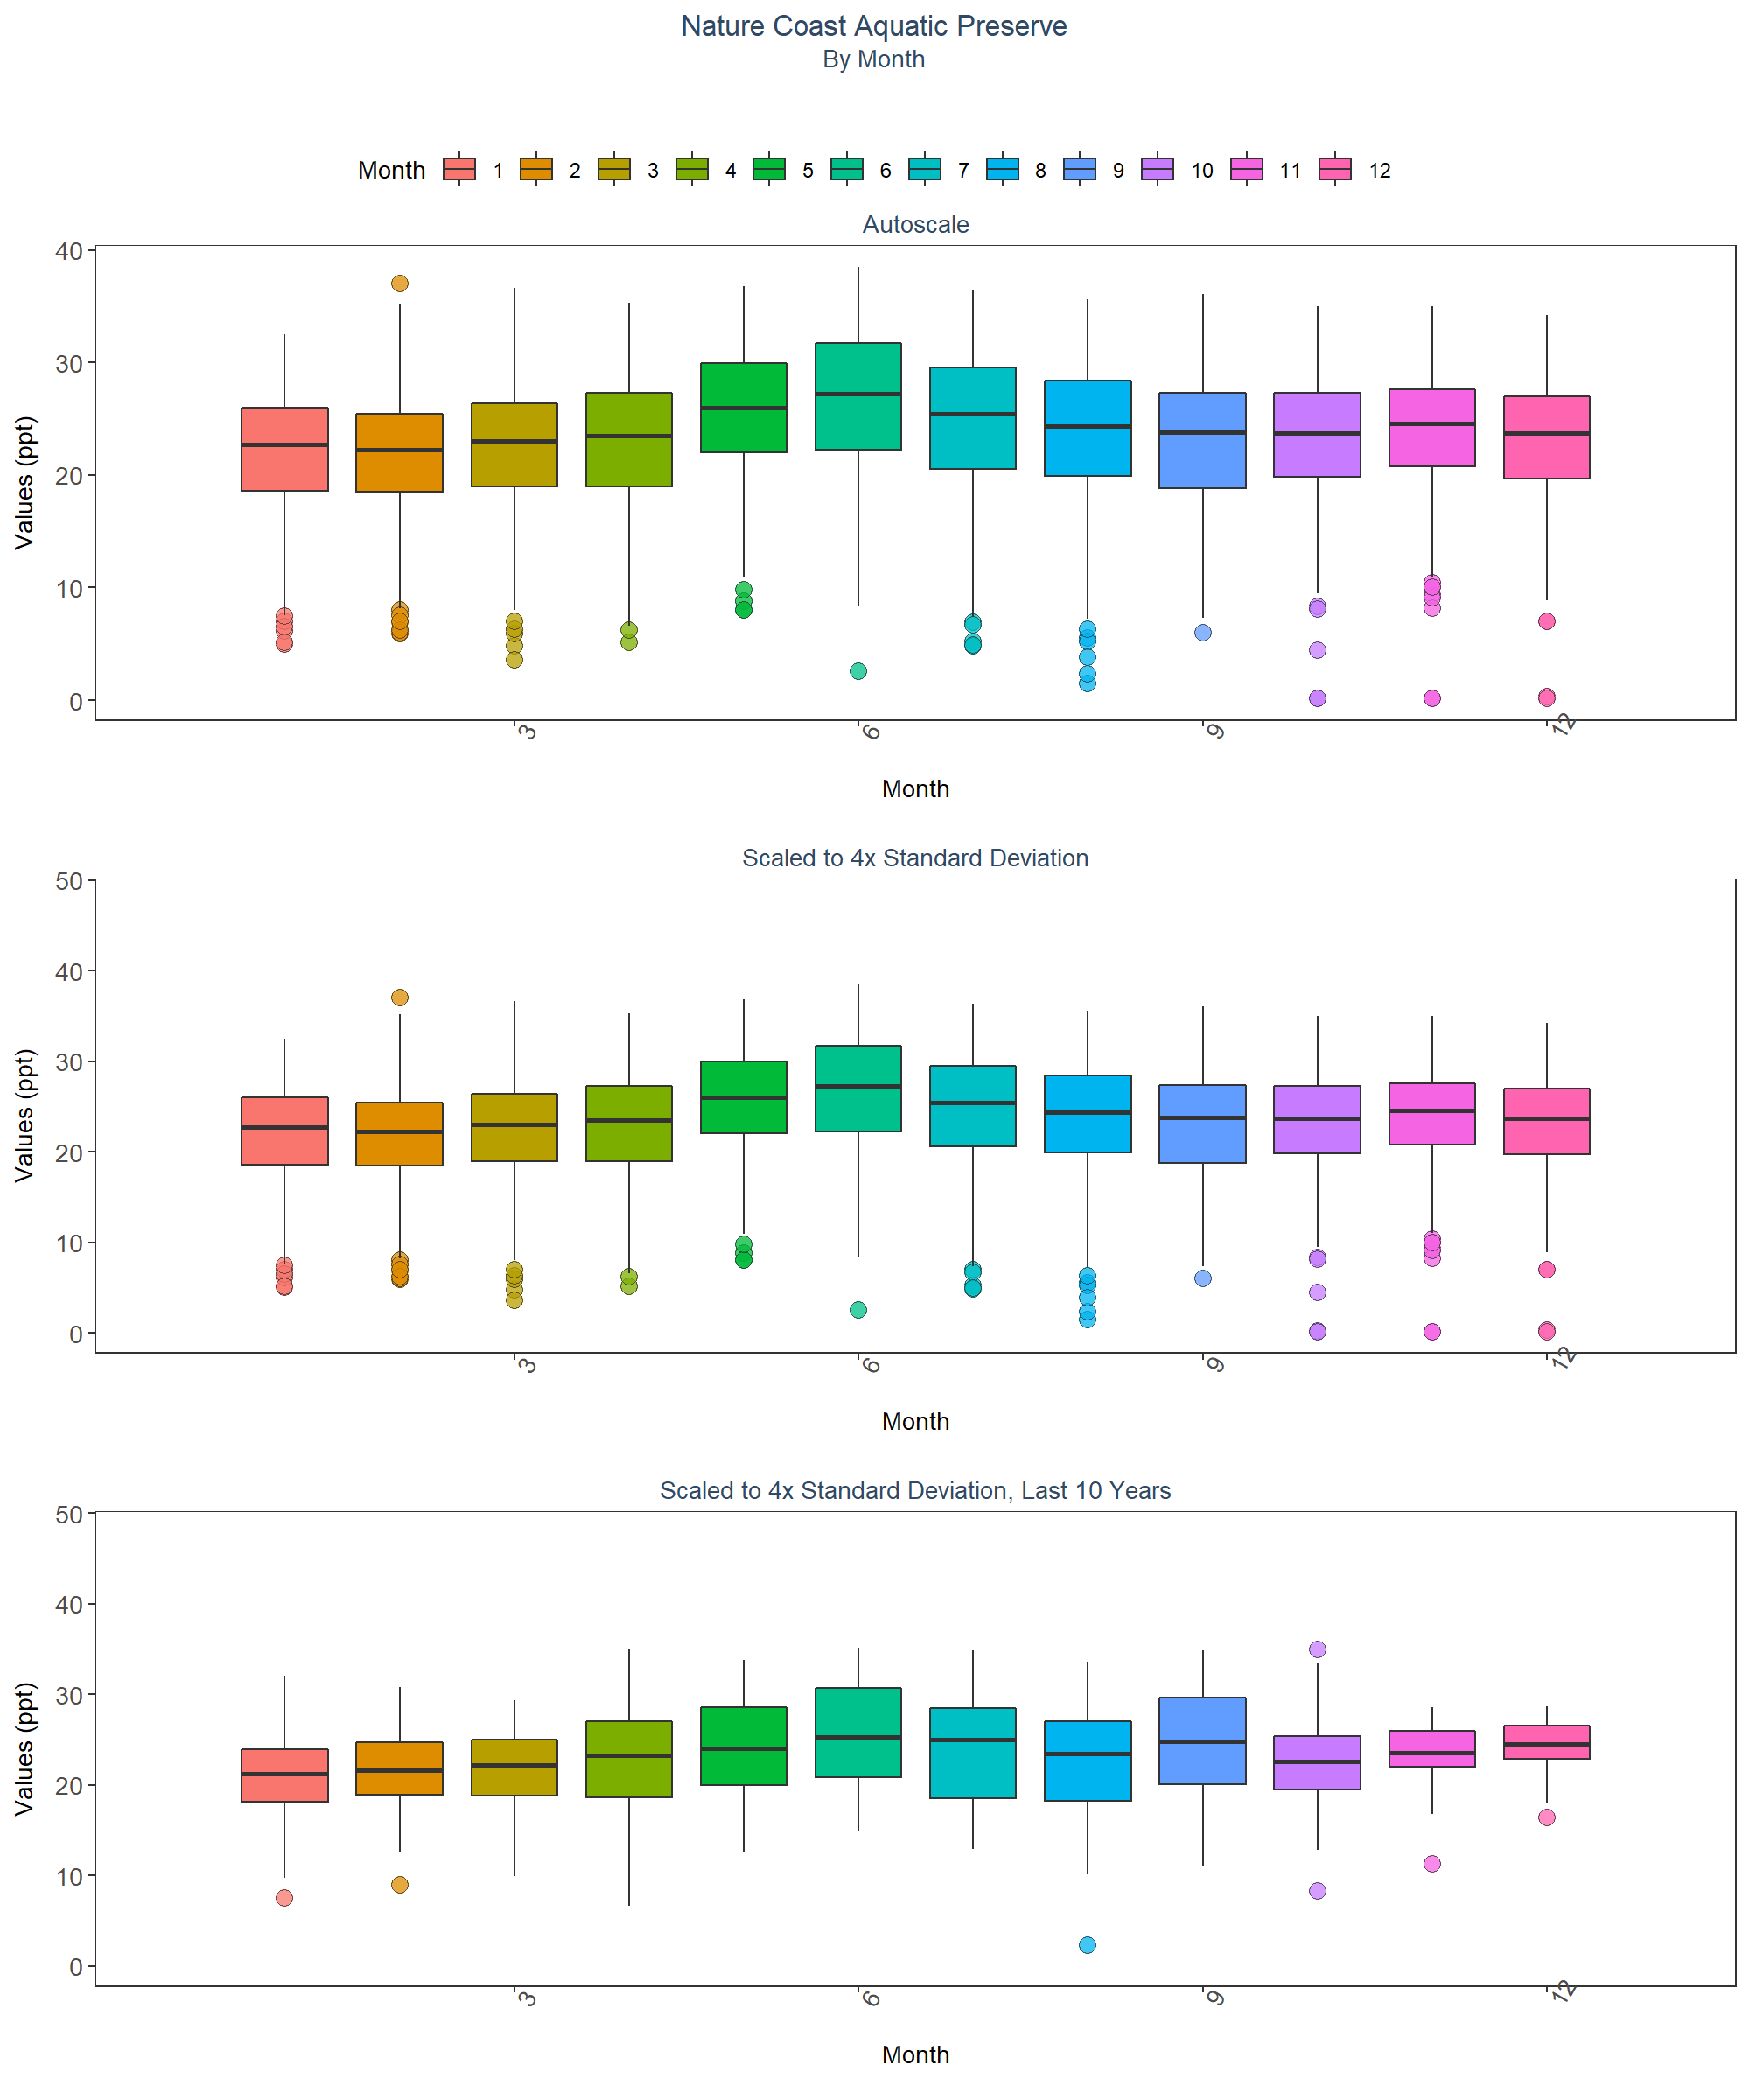 Nature Coast Aquatic Preserve
By Month
Month 1 2 3 4 5 6 7 8 9 10 11 12
Autoscale
40
30
20
10
0
Values (ppt)
3 6 9 12
Month
Scaled to 4x Standard Deviation
50
40
30
20
10
0
Values (ppt)
3 6 9 12
Month
Scaled to 4x Standard Deviation, Last 10 Years
50
40
30
20
10
0
Values (ppt)
3 6 9 12
Month